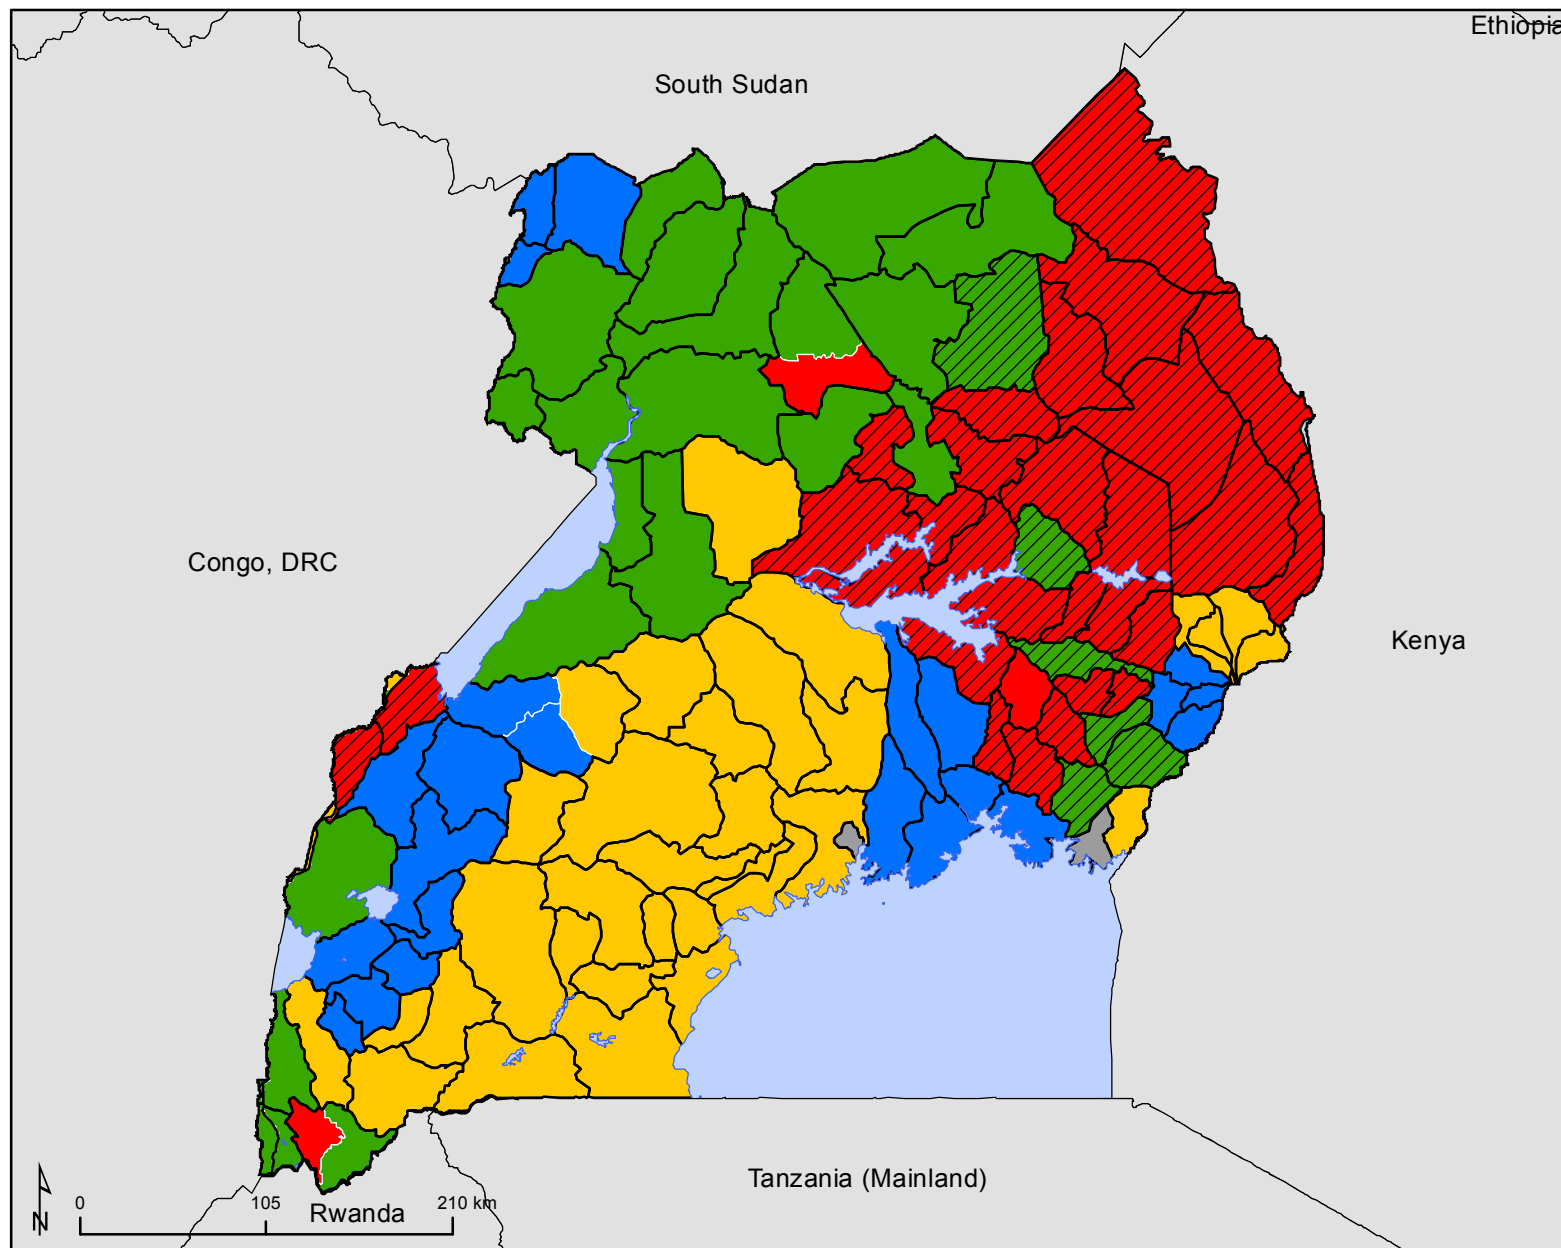 Ethiopia
South Sudan
Congo, DRC
Kenya
Tanzania (Mainland)
Rwanda
N
0 105 210 km